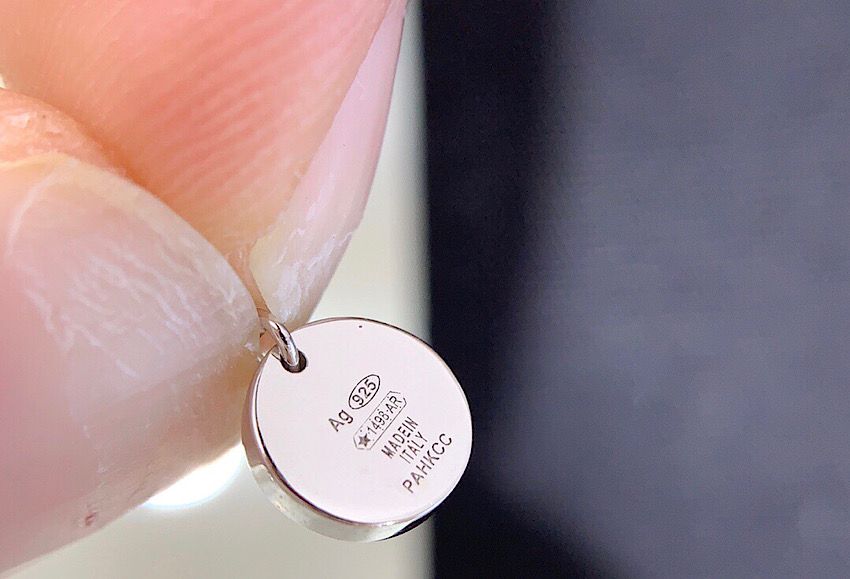 Ag 925
★1498·AR
MADE IN
ITALY
PAHKCC